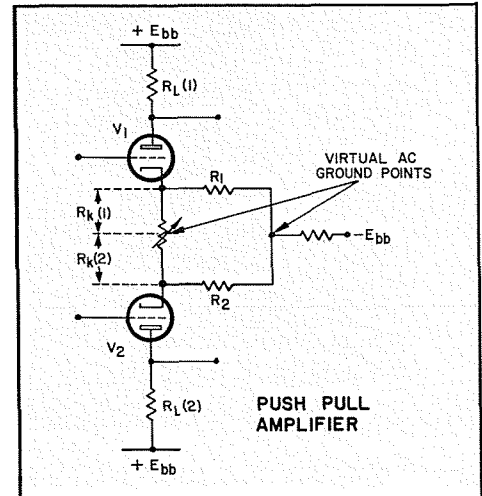 + Ebb
RL(1)
V1
VIRTUAL AC
GROUND POINTS
R1
Rk(1)
Rk(2)
-Ebb
R2
V2
RL(2)
PUSH PULL
AMPLIFIER
+ Ebb